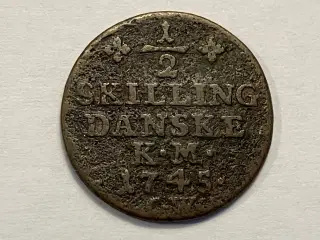 1/2
SKILLING
DANSKE
K·M·
1745·
C·W